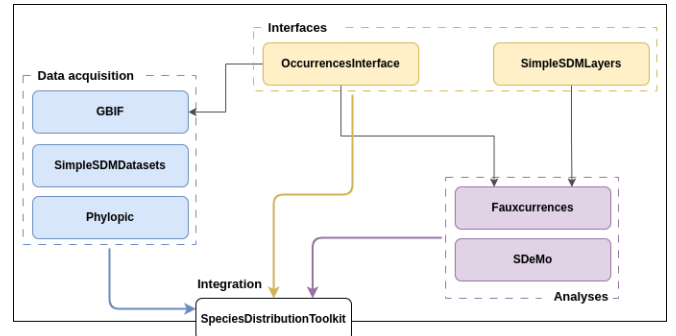 Interfaces
OccurrencesInterface
SimpleSDMLayers
Data acquisition
GBIF
SimpleSDMDatasets
Phylopic
Fauxcurrences
SDeMo
Analyses
Integration
SpeciesDistributionToolkit